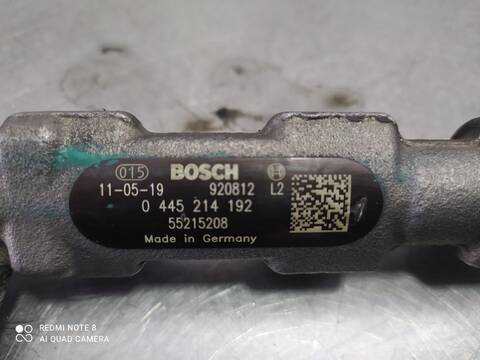 015 BOSCH
11-05-19 920812 L2
0 445 214 192
55215208
Made in Germany
REDMI NOTE 8
AI QUAD CAMERA